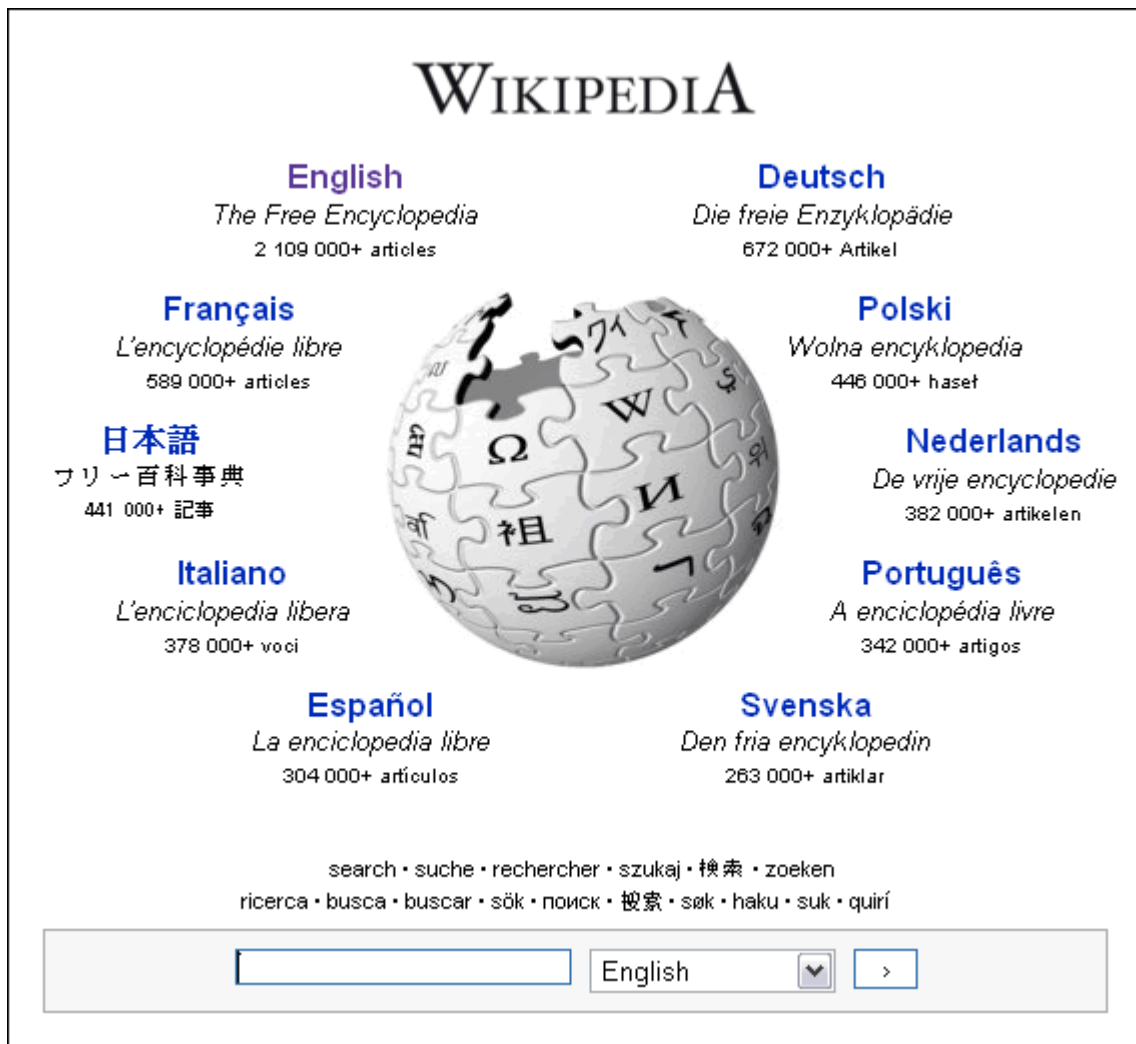 WIKIPEDIA
English
The Free Encyclopedia
2 109 000+ articles
Deutsch
Die freie Enzyklopädie
672 000+ Artikel
Français
L'encyclopédie libre
589 000+ articles
Polski
Wolna encyklopedia
446 000+ haseł
日本語
フリー百科事典
441 000+ 記事
Nederlands
De vrije encyclopedie
382 000+ artikelen
Italiano
L'enciclopedia libera
378 000+ voci
Português
A enciclopédia livre
342 000+ artigos
Español
La enciclopedia libre
304 000+ artículos
Svenska
Den fria encyklopedin
263 000+ artiklar
Ω W И 祖
search • suche • rechercher • szukaj • 検索 • zoeken
ricerca • busca • buscar • sök • поиск • 搜索 • søk • haku • suk • quirí
English
>